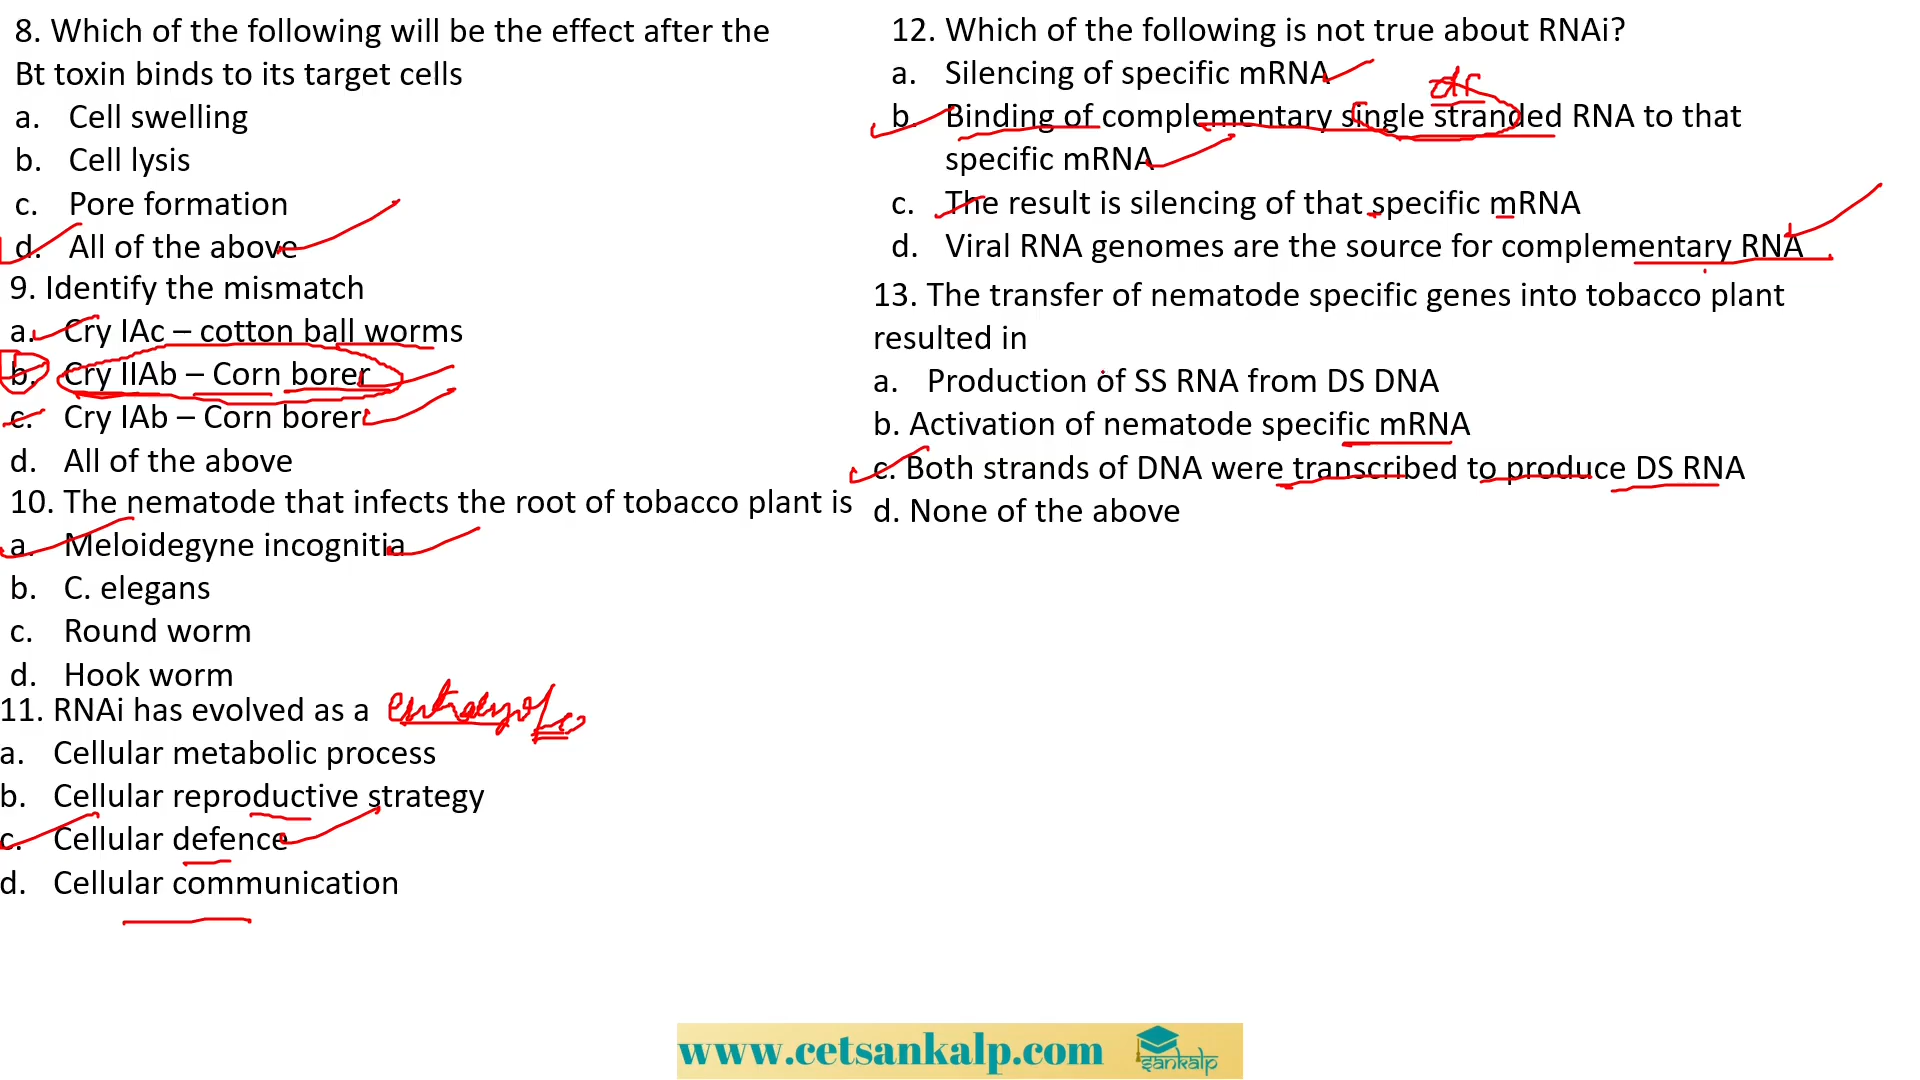 8. Which of the following will be the effect after the
Bt toxin binds to its target cells
a. Cell swelling
b. Cell lysis
c. Pore formation
d. All of the above
9. Identify the mismatch
a. Cry IAc – cotton ball worms
b. Cry IIAb – Corn borer
c. Cry IAb – Corn borer
d. All of the above
10. The nematode that infects the root of tobacco plant is
a. Meloidegyne incognitia
b. C. elegans
c. Round worm
d. Hook worm
11. RNAi has evolved as a
a. Cellular metabolic process
b. Cellular reproductive strategy
c. Cellular defence
d. Cellular communication
12. Which of the following is not true about RNAi?
a. Silencing of specific mRNA
b. Binding of complementary single stranded RNA to that
specific mRNA
c. The result is silencing of that specific mRNA
d. Viral RNA genomes are the source for complementary RNA
13. The transfer of nematode specific genes into tobacco plant
resulted in
a. Production of SS RNA from DS DNA
b. Activation of nematode specific mRNA
c. Both strands of DNA were transcribed to produce DS RNA
d. None of the above
www.cetsankalp.com
sankalp